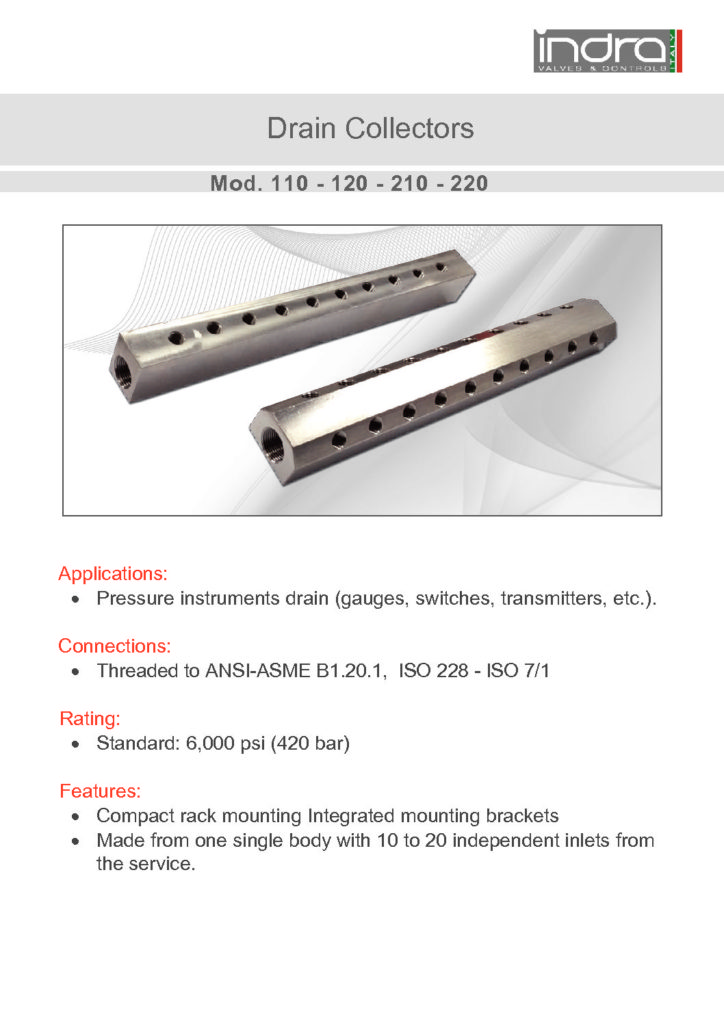 indra
ITALY
VALVES & CONTROLS
Drain Collectors
Mod. 110 - 120 - 210 - 220
Applications:
• Pressure instruments drain (gauges, switches, transmitters, etc.).
Connections:
• Threaded to ANSI-ASME B1.20.1,  ISO 228 - ISO 7/1
Rating:
• Standard: 6,000 psi (420 bar)
Features:
• Compact rack mounting Integrated mounting brackets
• Made from one single body with 10 to 20 independent inlets from
the service.